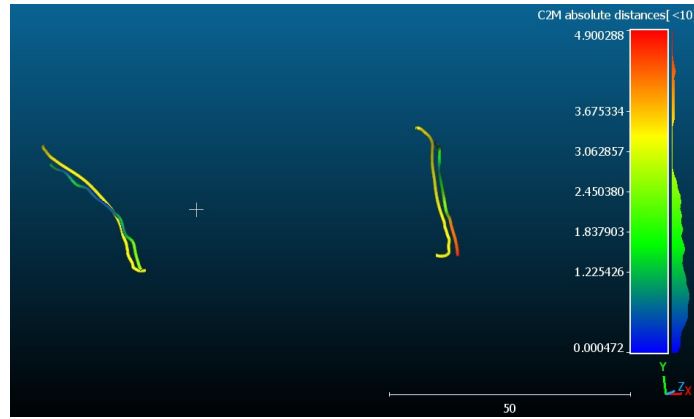 C2M absolute distances[ <10
4.900288
3.675334
3.062857
2.450380
1.837903
1.225426
0.000472
Y
Z
X
50